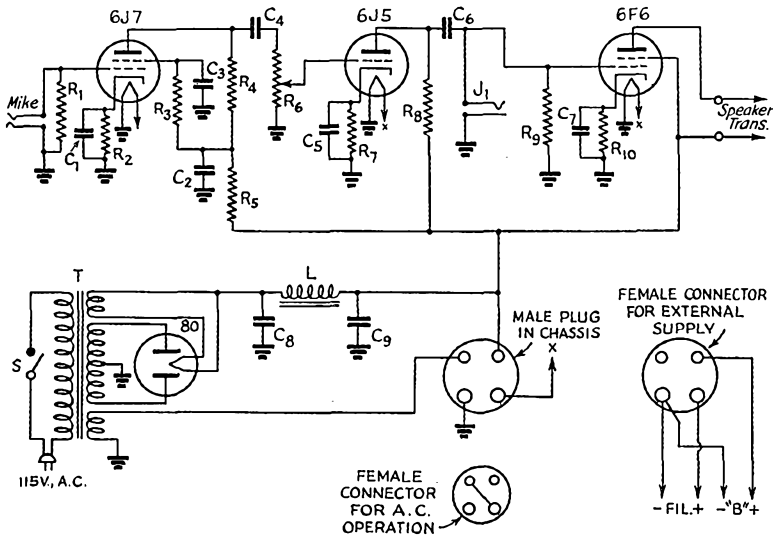 6J7
6J5
6F6
C4
C6
Mike
R1
C1
R2
R3
C3
R4
R6
C2
R5
C5
R7
x
R8
J1
R9
C7
R10
x
Speaker
Trans.
T
S
115V., A.C.
80
L
C8
C9
MALE PLUG
IN CHASSIS
x
FEMALE CONNECTOR
FOR EXTERNAL
SUPPLY
FEMALE
CONNECTOR
FOR A.C.
OPERATION
- FIL.+ -"B"+